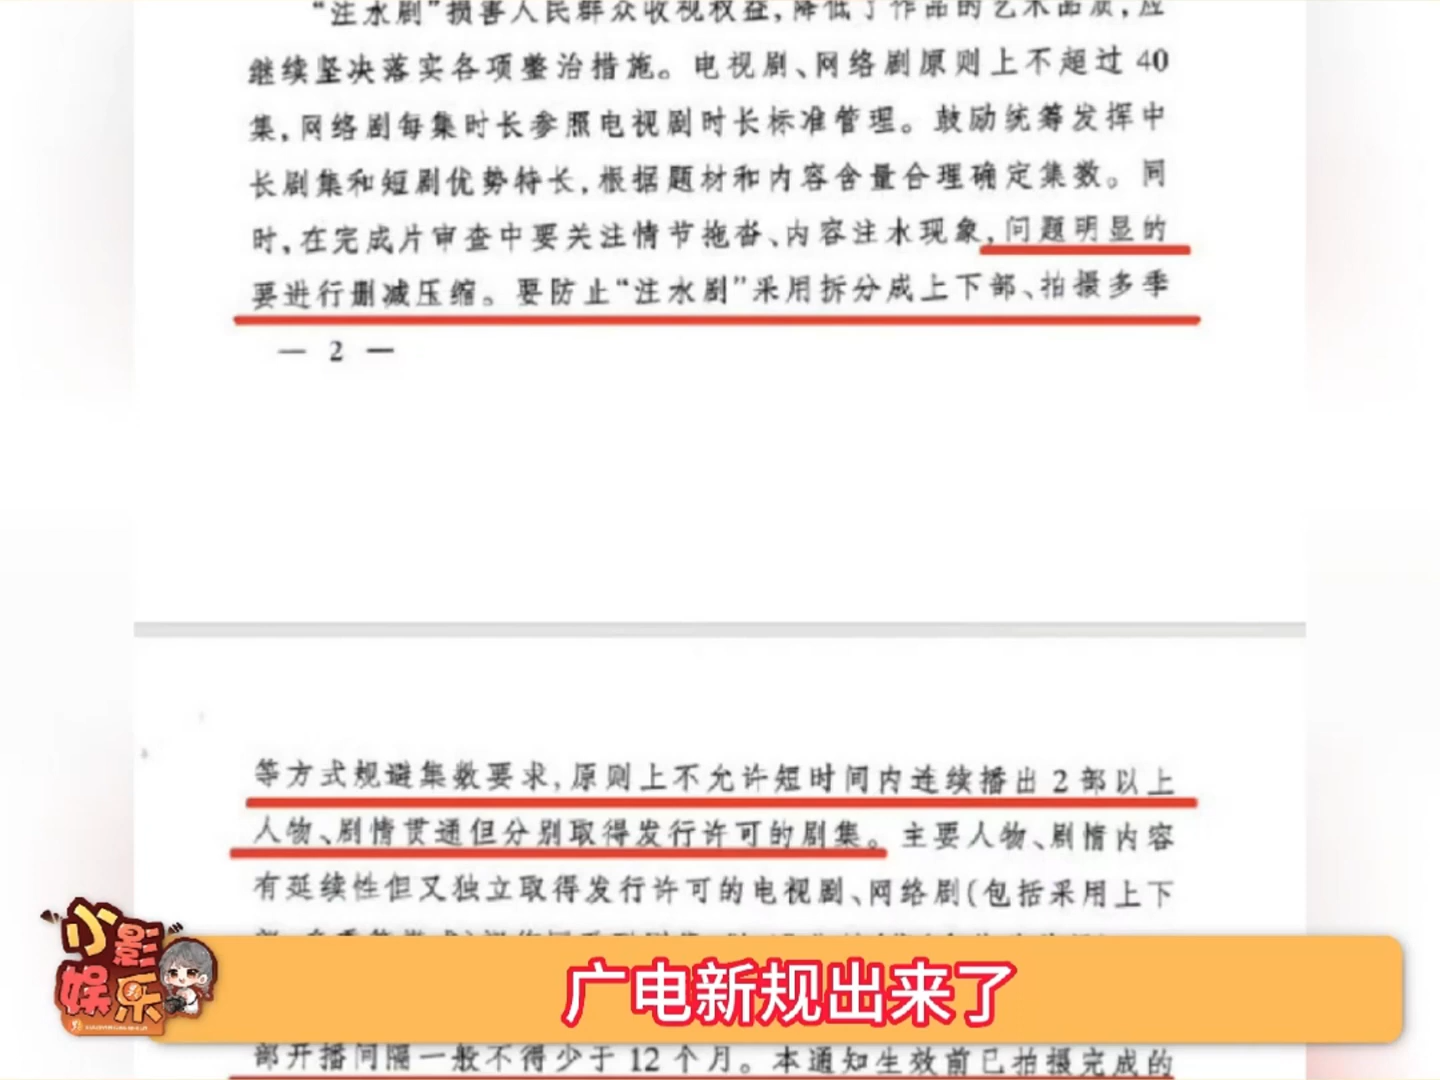 “注水剧”损害人民群众收视权益,降低了作品的艺术品质,应
继续坚决落实各项整治措施。电视剧、网络剧原则上不超过 40
集,网络剧每集时长参照电视剧时长标准管理。鼓励统筹发挥中
长剧集和短剧优势特长,根据题材和内容含量合理确定集数。同
时,在完成片审查中要关注情节拖沓、内容注水现象,问题明显的
要进行删减压缩。要防止“注水剧”采用拆分成上下部、拍摄多季
— 2 —
等方式规避集数要求,原则上不允许短时间内连续播出 2 部以上
人物、剧情贯通但分别取得发行许可的剧集。主要人物、剧情内容
有延续性但又独立取得发行许可的电视剧、网络剧(包括采用上下
小影
娱乐
广电新规出来了
部开播间隔一般不得少于 12 个月。本通知生效前已拍摄完成的